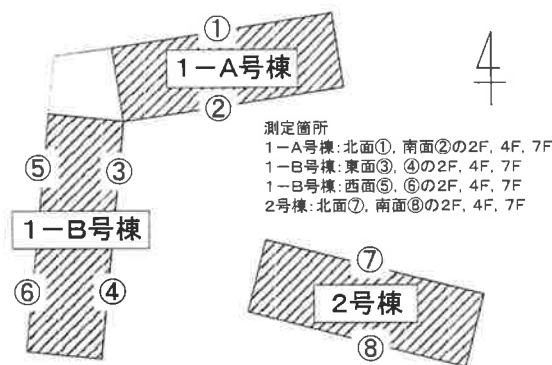 ①
1－A号棟
②
測定箇所
1－A号棟:北面①, 南面②の2F, 4F, 7F
1－B号棟:東面③, ④の2F, 4F, 7F
1－B号棟:西面⑤, ⑥の2F, 4F, 7F
2号棟:北面⑦, 南面⑧の2F, 4F, 7F
⑤ ③
1－B号棟
⑥ ④
⑦
2号棟
⑧